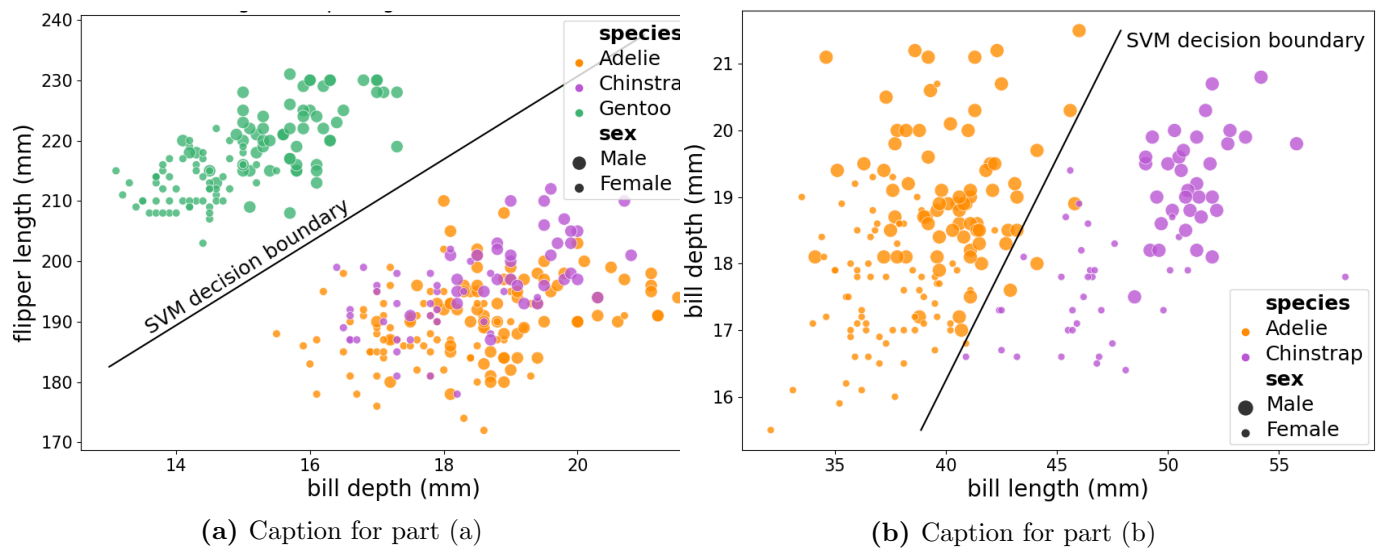 240
230
220
210
200
190
180
170
flipper length (mm)
species
Adelie
Chinstrap
Gentoo
sex
Male
Female
SVM decision boundary
14
16
18
20
bill depth (mm)
(a) Caption for part (a)
21
20
19
18
17
16
bill depth (mm)
SVM decision boundary
species
Adelie
Chinstrap
sex
Male
Female
35
40
45
50
55
bill length (mm)
(b) Caption for part (b)